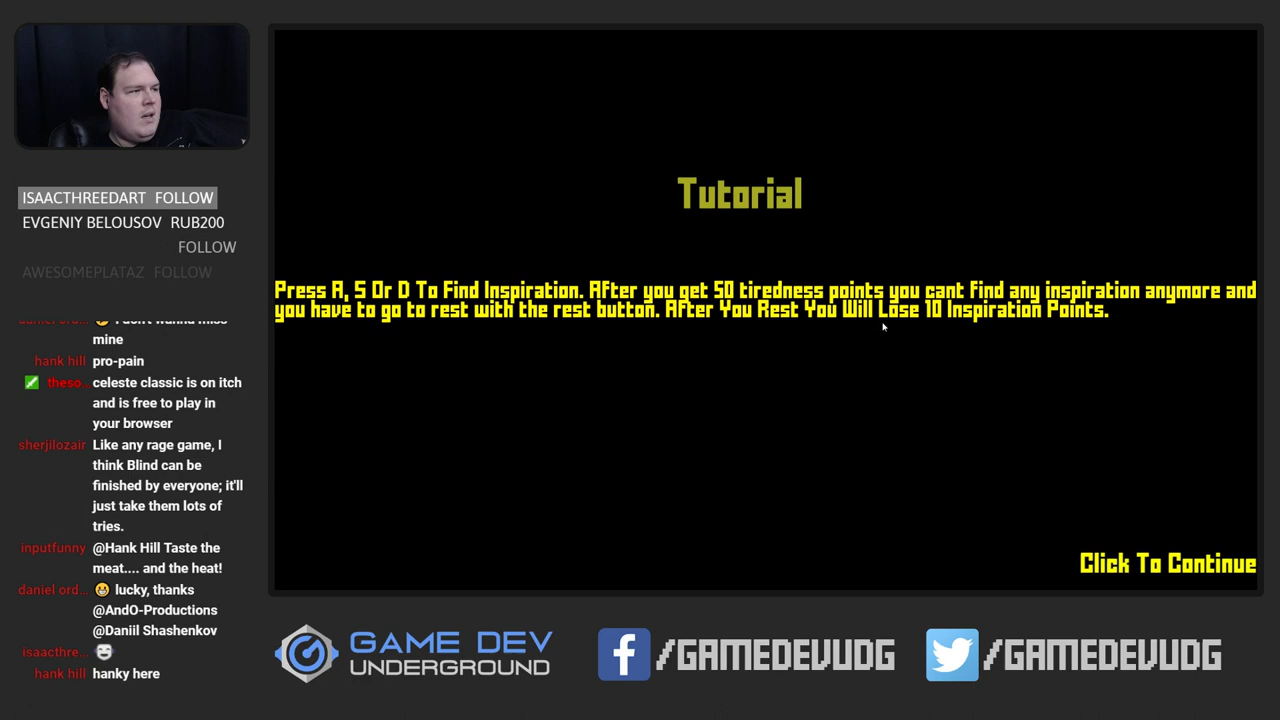 ISAACTHREEDART FOLLOW
EVGENIY BELOUSOV RUB200
FOLLOW
AWESOMEPLATAZ FOLLOW
mine
hank hill pro-pain
theso... celeste classic is on itch
and is free to play in
your browser
sherjilozair Like any rage game, I
think Blind can be
finished by everyone; it'll
just take them lots of
tries.
inputfunny @Hank Hill Taste the
meat.... and the heat!
daniel ord... lucky, thanks
@AndO-Productions
@Daniil Shashenkov
isaacthre...
hank hill hanky here
Tutorial
Press A, S Or D To Find Inspiration. After you get 50 tiredness points you cant find any inspiration anymore and
you have to go to rest with the rest button. After You Rest You Will Lose 10 Inspiration Points.
Click To Continue
GAME DEV
UNDERGROUND
/GAMEDEVUDG
/GAMEDEVUDG